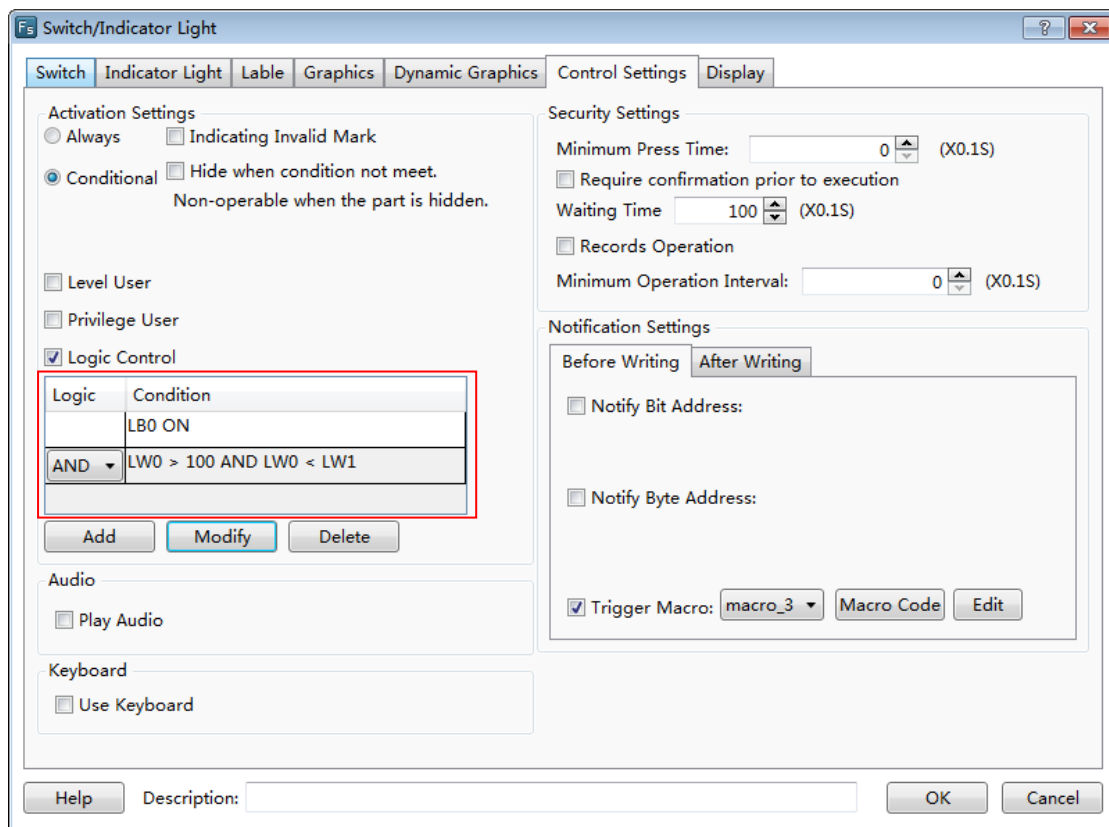 Fs Switch/Indicator Light
?
Switch Indicator Light Lable Graphics Dynamic Graphics Control Settings Display
Activation Settings
Always Indicating Invalid Mark
Conditional Hide when condition not meet.
Non-operable when the part is hidden.
Level User
Privilege User
Logic Control
Logic Condition
LB0 ON
AND LW0 > 100 AND LW0 < LW1
Add Modify Delete
Audio
Play Audio
Keyboard
Use Keyboard
Security Settings
Minimum Press Time: 0 (X0.1S)
Require confirmation prior to execution
Waiting Time 100 (X0.1S)
Records Operation
Minimum Operation Interval: 0 (X0.1S)
Notification Settings
Before Writing After Writing
Notify Bit Address:
Notify Byte Address:
Trigger Macro: macro_3 Macro Code Edit
Help Description: OK Cancel